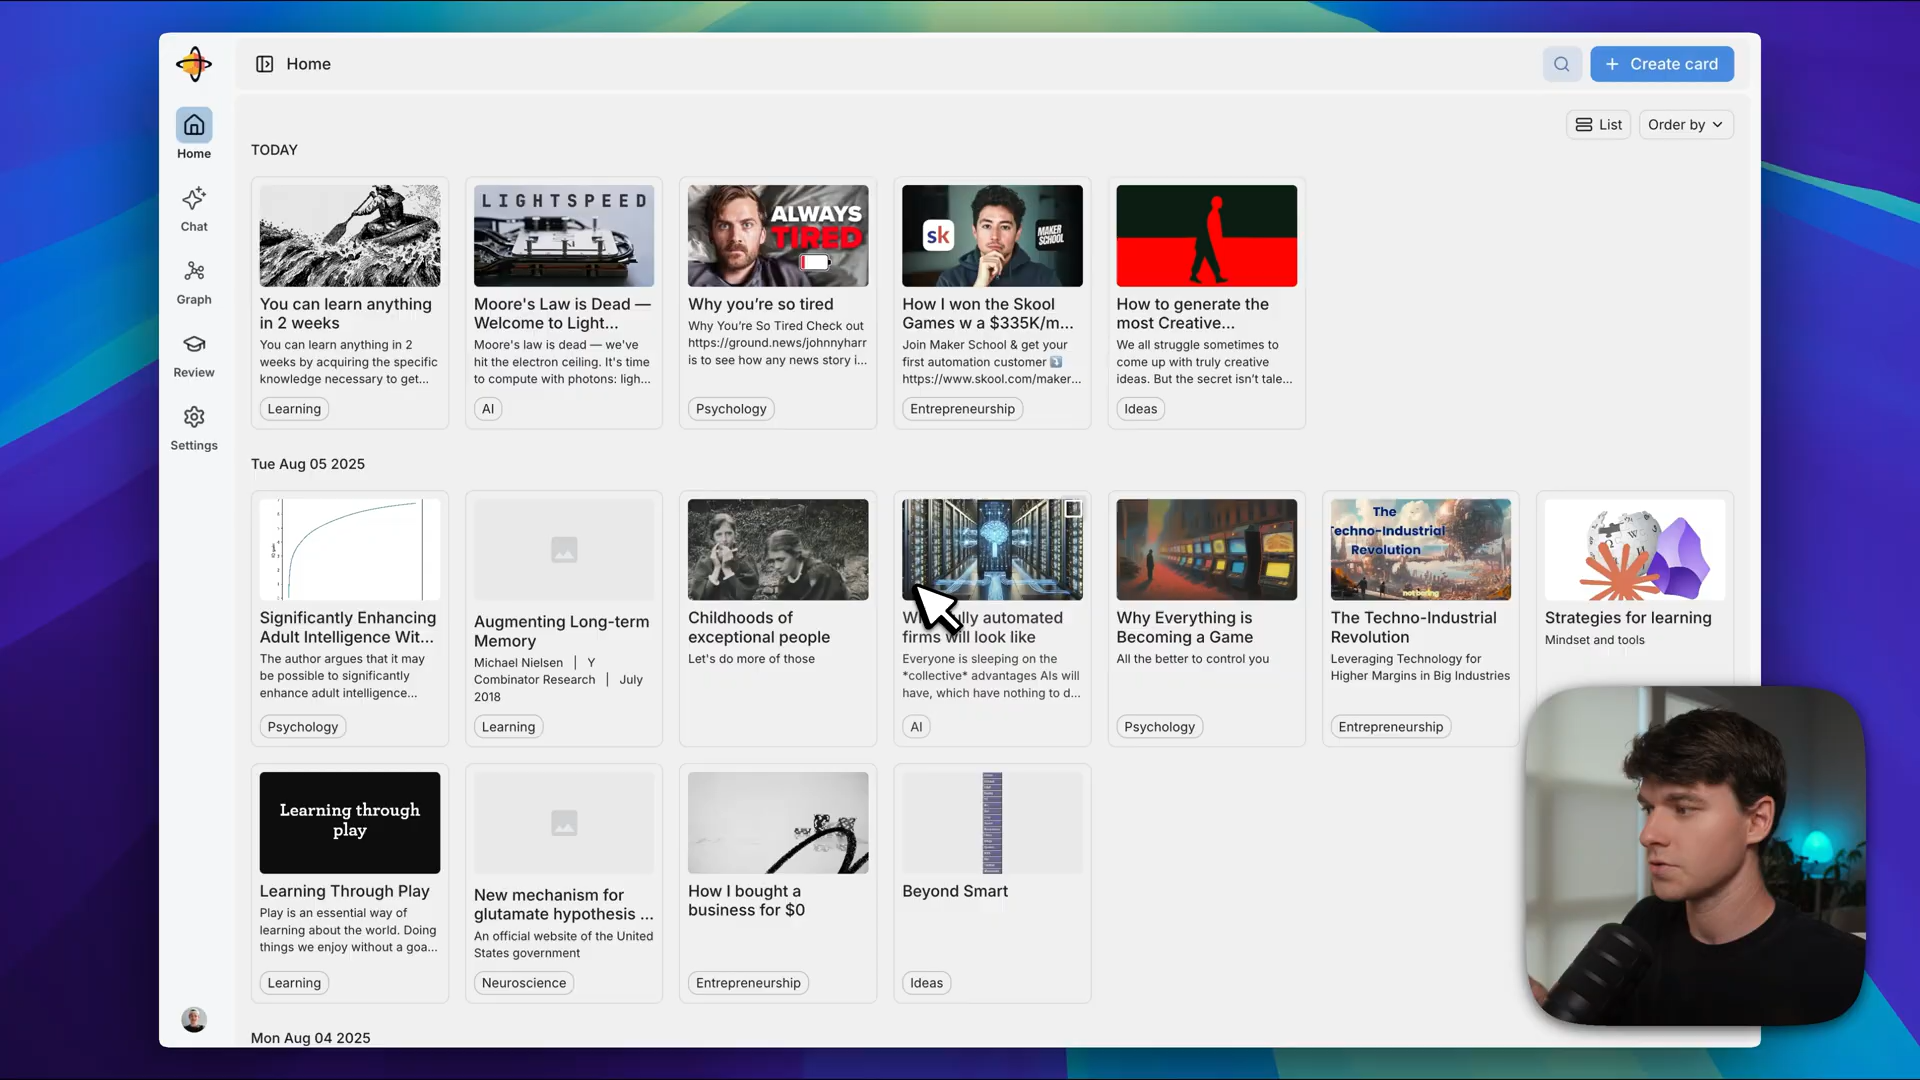 Home
Create card
Home
Chat
Graph
Review
Settings
List
Order by
TODAY
LIGHTSPEED
ALWAYS
TIRED
sk
MAKER
SCHOOL
You can learn anything
in 2 weeks
You can learn anything in 2
weeks by acquiring the specific
knowledge necessary to get...
Learning
Moore's Law is Dead —
Welcome to Light...
Moore's law is dead — we've
hit the electron ceiling. It's time
to compute with photons: ligh...
AI
Why you're so tired
Why You're So Tired Check out
https://ground.news/johnnyharr
is to see how any news story i...
Psychology
How I won the Skool
Games w a $335K/m...
Join Maker School & get your
first automation customer
https://www.skool.com/maker...
Entrepreneurship
How to generate the
most Creative...
We all struggle sometimes to
come up with truly creative
ideas. But the secret isn't tale...
Ideas
Tue Aug 05 2025
Significantly Enhancing
Adult Intelligence Wit...
The author argues that it may
be possible to significantly
enhance adult intelligence...
Psychology
Augmenting Long-term
Memory
Michael Nielsen | Y
Combinator Research | July
2018
Learning
Childhoods of
exceptional people
Let's do more of those
automated
firms will look like
Everyone is sleeping on the
*collective* advantages AIs will
have, which have nothing to d...
AI
Why Everything is
Becoming a Game
All the better to control you
Psychology
The
Techno-Industrial
Revolution
not boring
The Techno-Industrial
Revolution
Leveraging Technology for
Higher Margins in Big Industries
Entrepreneurship
Strategies for learning
Mindset and tools
Learning through
play
Learning Through Play
Play is an essential way of
learning about the world. Doing
things we enjoy without a goa...
Learning
New mechanism for
glutamate hypothesis ...
An official website of the United
States government
Neuroscience
How I bought a
business for $0
Entrepreneurship
Beyond Smart
Ideas
Mon Aug 04 2025